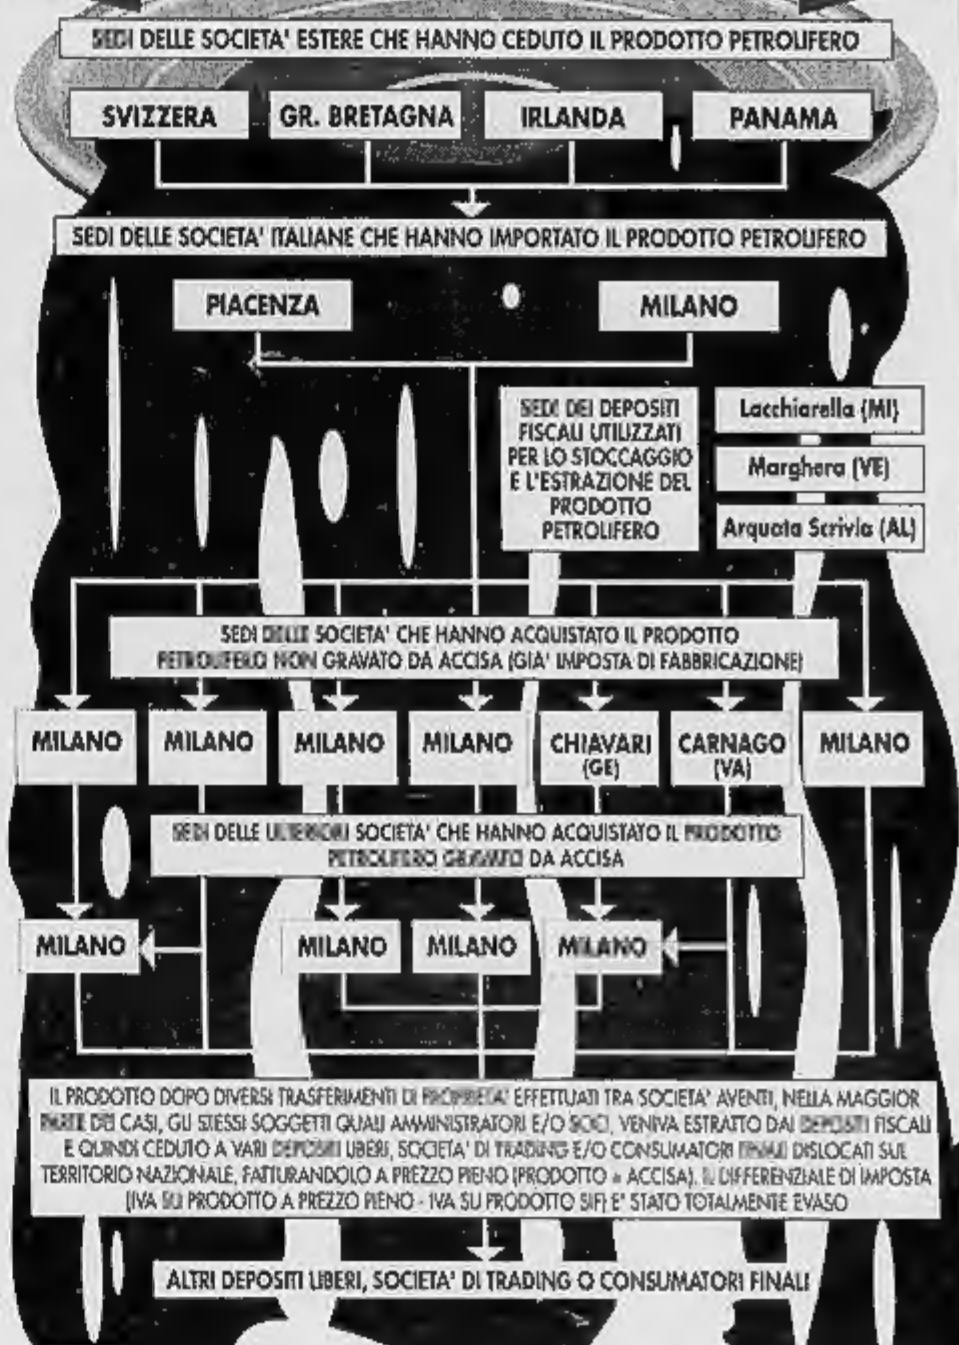 SEDI DELLE SOCIETA' ESTERE CHE HANNO CEDUTO IL PRODOTTO PETROLIFERO
SVIZZERA
GR. BRETAGNA
IRLANDA
PANAMA
SEDI DELLE SOCIETA' ITALIANE CHE HANNO IMPORTATO IL PRODOTTO PETROLIFERO
PIACENZA
MILANO
SEDI DEI DEPOSITI
FISCALI UTILIZZATI
PER LO STOCCAGGIO
E L'ESTRAZIONE DEL
PRODOTTO
PETROLIFERO
Lacchiarella (MI)
Marghera (VE)
Arquata Scrivia (AL)
SEDI DELLE SOCIETA' CHE HANNO ACQUISTATO IL PRODOTTO
PETROLIFERO NON GRAVATO DA ACCISA (GIA' IMPOSTA DI FABBRICAZIONE)
MILANO
MILANO
MILANO
MILANO
CHIAVARI
(GE)
CARNAGO
(VA)
MILANO
SEDI DELLE ULTERIORI SOCIETA' CHE HANNO ACQUISTATO IL PRODOTTO
PETROLIFERO GRAVATO DA ACCISA
MILANO
MILANO
MILANO
MILANO
IL PRODOTTO DOPO DIVERSI TRASFERIMENTI DI PROPRIETA' EFFETTUATI TRA SOCIETA' AVENTI, NELLA MAGGIOR
PARTE DEI CASI, GLI STESSI SOGGETTI QUALI AMMINISTRATORI E/O SOCI, VENIVA ESTRATTO DAI DEPOSITI FISCALI
E QUINDI CEDUTO A VARI DEPOSITI LIBERI, SOCIETA' DI TRADING E/O CONSUMATORI FINALI DISLOCATI SUL
TERRITORIO NAZIONALE, FATTURANDOLO A PREZZO PIENO (PRODOTTO + ACCISA). IL DIFFERENZIALE DI IMPOSTA
(IVA SU PRODOTTO A PREZZO PIENO - IVA SU PRODOTTO SIF) E' STATO TOTALMENTE EVASO
ALTRI DEPOSITI LIBERI, SOCIETA' DI TRADING O CONSUMATORI FINALI